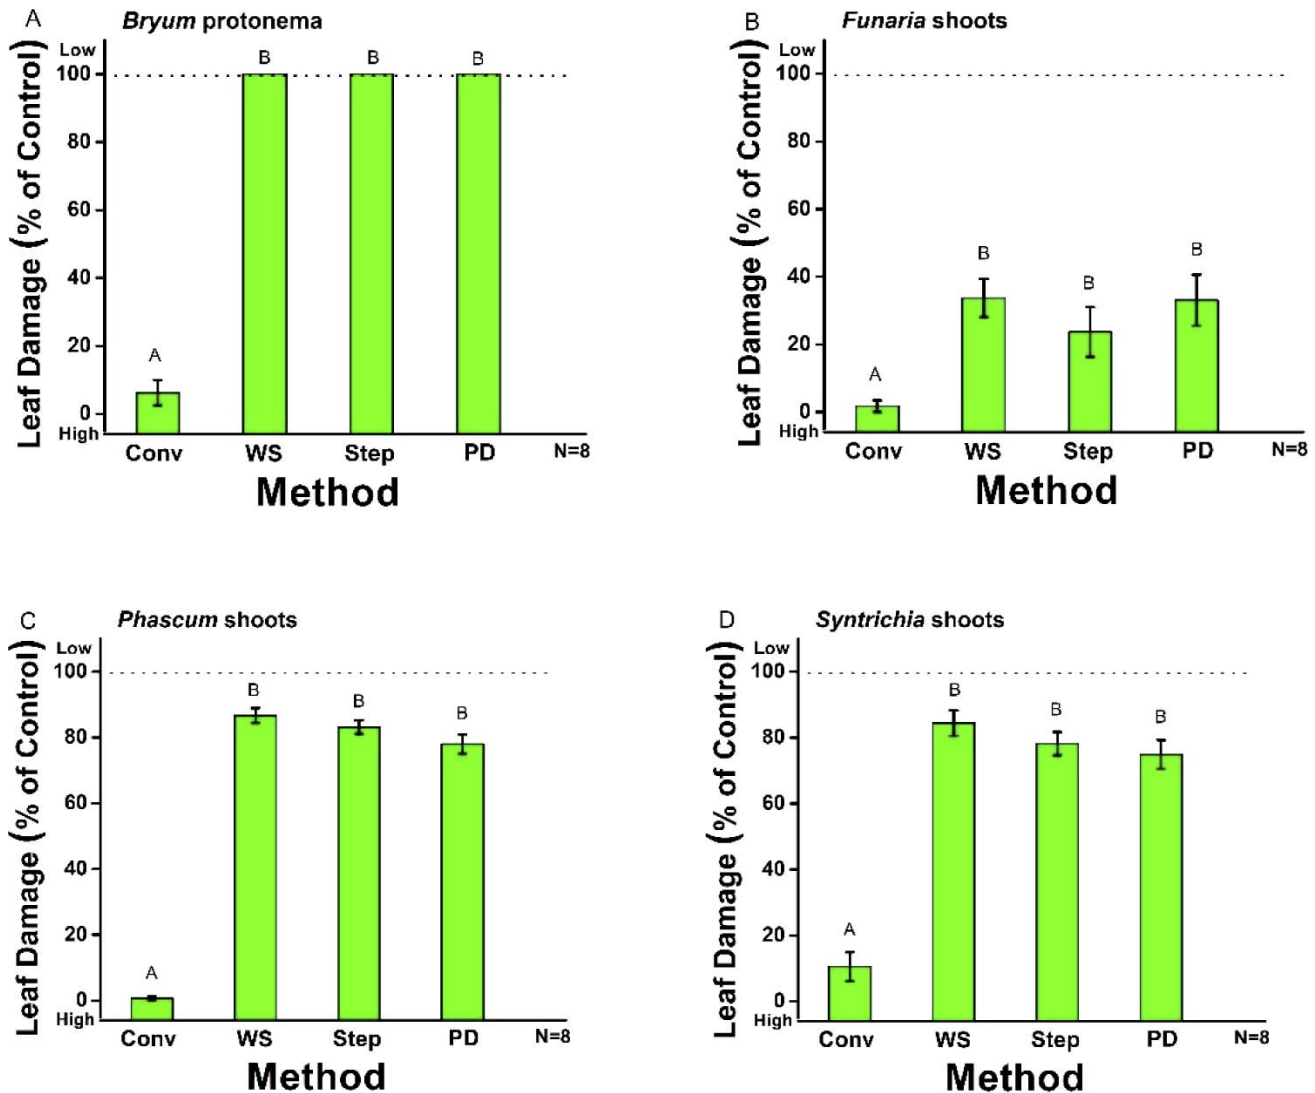 A
Bryum protonema
Leaf Damage (% of Control)
Low
100
80
60
40
20
0
High
A
B
B
B
Conv
WS
Step
PD
N=8
Method
B
Funaria shoots
Leaf Damage (% of Control)
Low
100
80
60
40
20
0
High
A
B
B
B
Conv
WS
Step
PD
N=8
Method
C
Phascum shoots
Leaf Damage (% of Control)
Low
100
80
60
40
20
0
High
A
B
B
B
Conv
WS
Step
PD
N=8
Method
D
Syntrichia shoots
Leaf Damage (% of Control)
Low
100
80
60
40
20
0
High
A
B
B
B
Conv
WS
Step
PD
N=8
Method